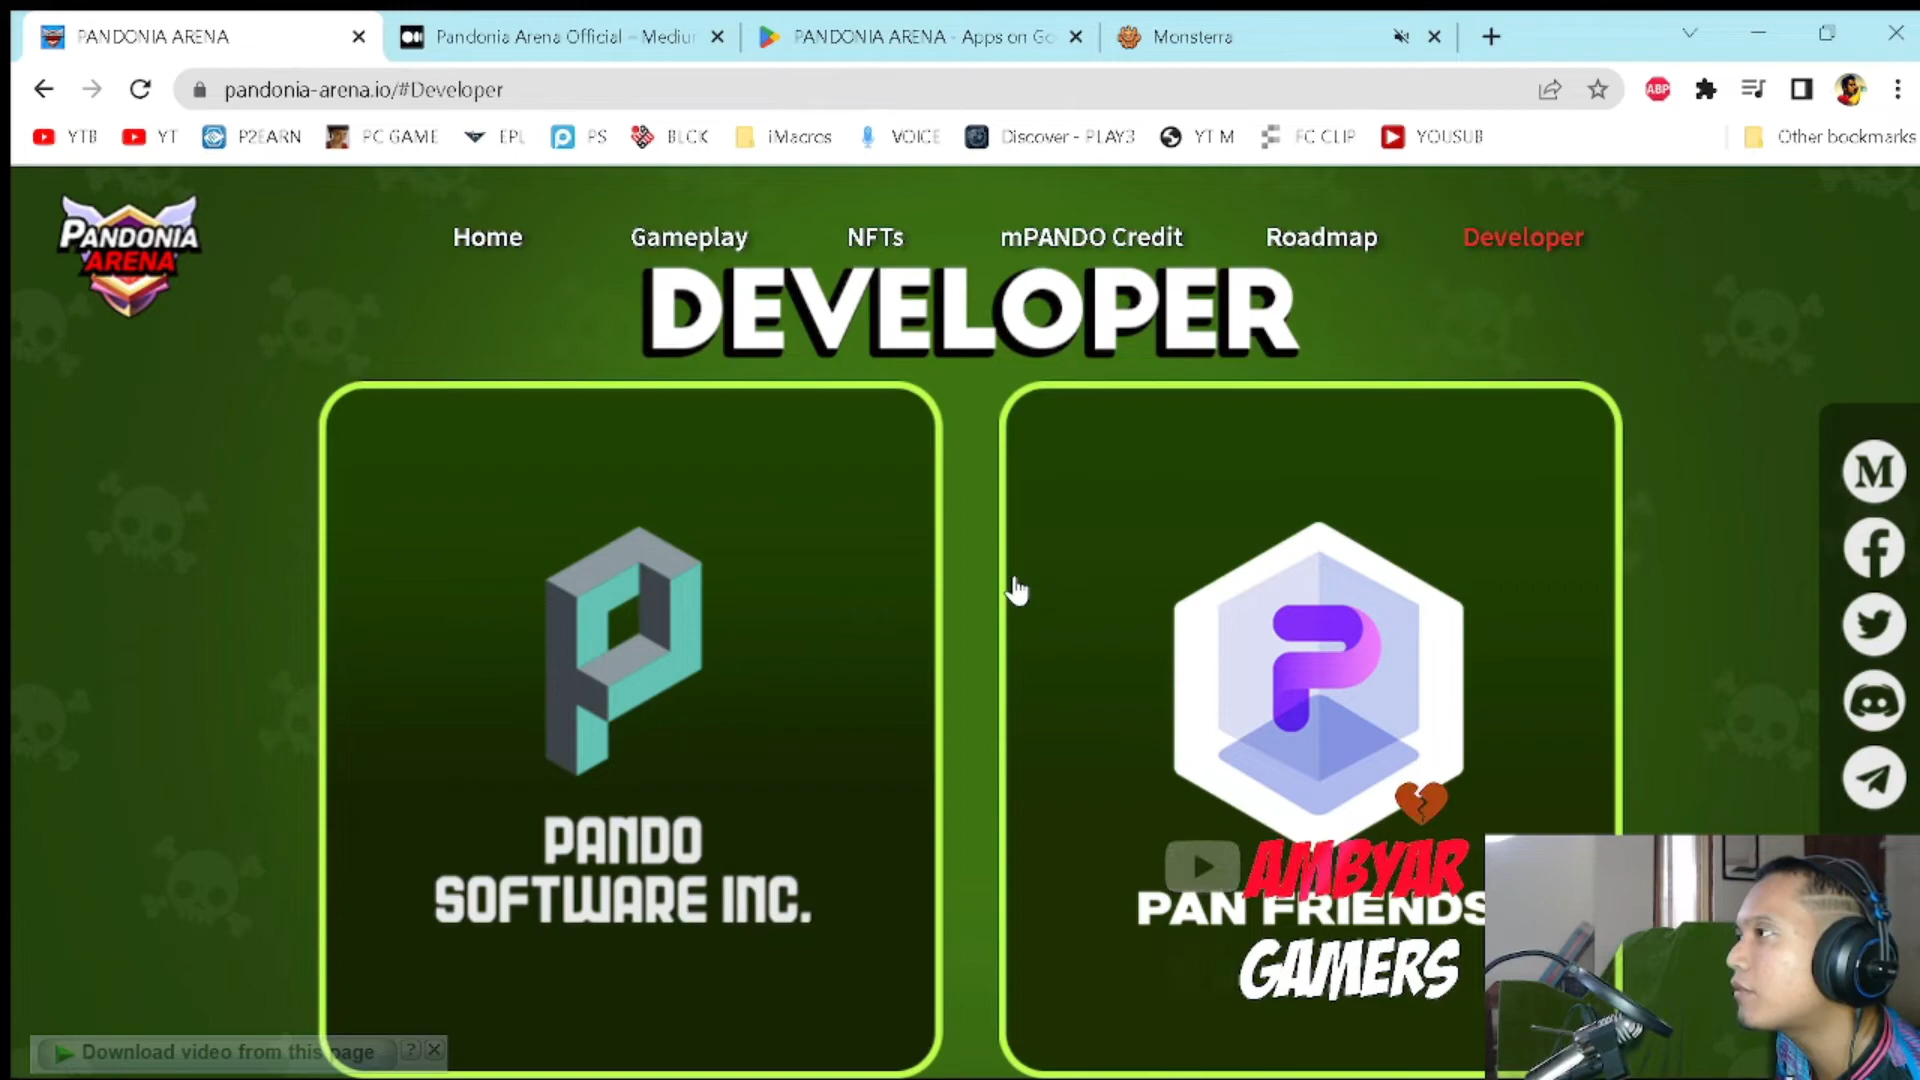 PANDONIA ARENA
Pandonia Arena Official – Mediu
PANDONIA ARENA - Apps on Go
Monsterra
pandonia-arena.io/#Developer
ABP
YTB
YT
P2EARN
PC GAME
EPL
PS
BLCK
iMacros
VOICE
Discover - PLAY3
YT M
FC CLIP
YOUSUB
Other bookmarks
PANDONIA
ARENA
Home
Gameplay
NFTs
mPANDO Credit
Roadmap
Developer
DEVELOPER
PANDO
SOFTWARE INC.
AMBYAR
PAN FRIENDS
GAMERS
Download video from this page
?